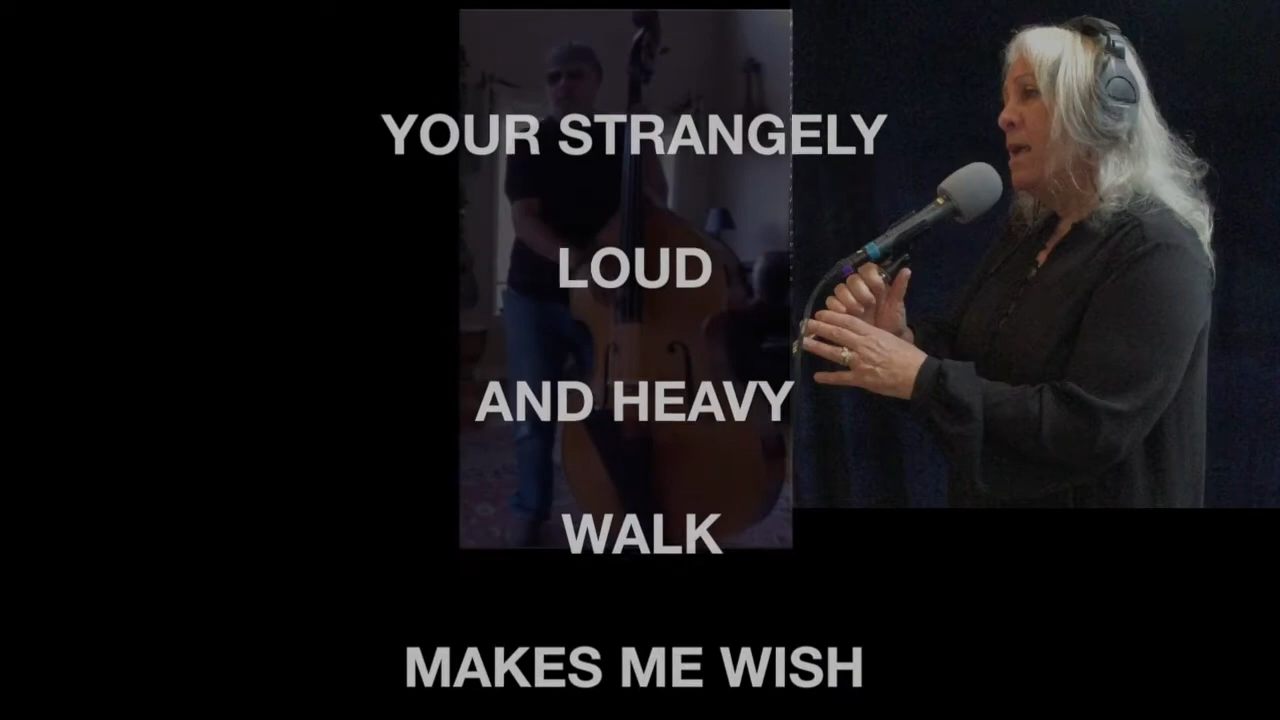 YOUR STRANGELY
LOUD
AND HEAVY
WALK
MAKES ME WISH